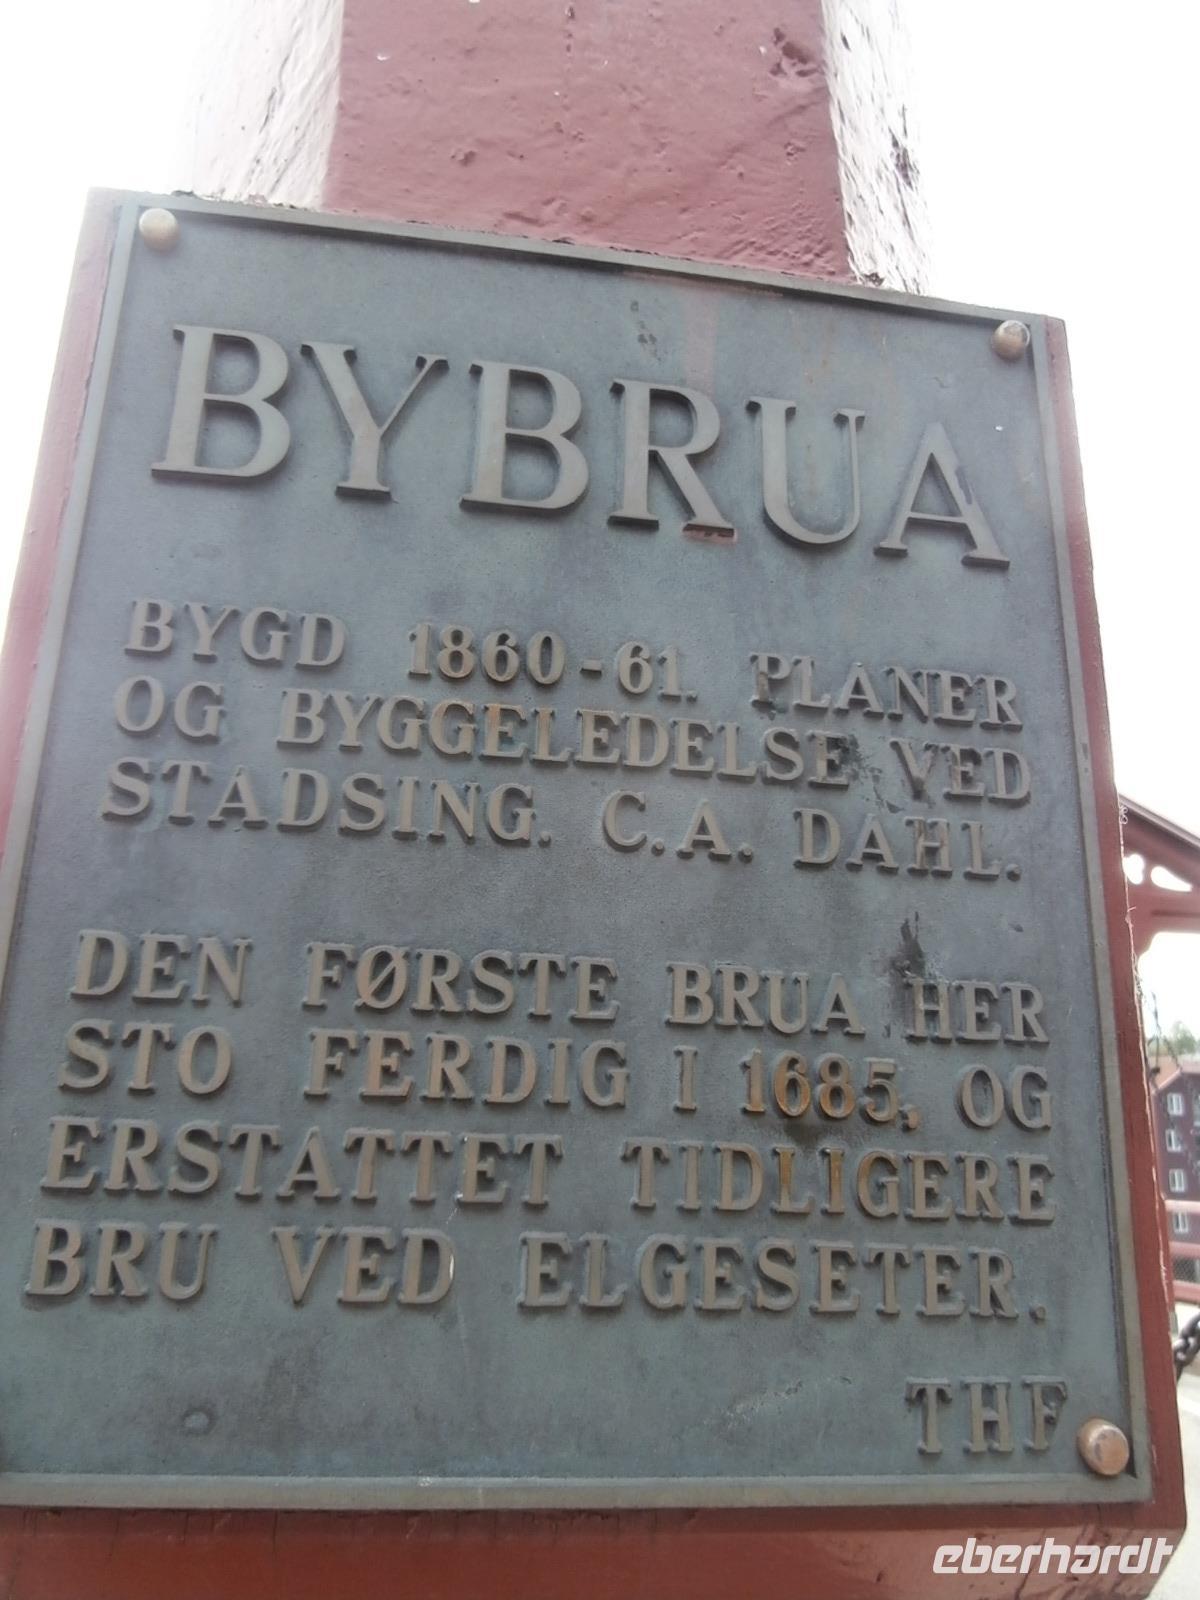 BYBRUA
BYGD 1860-61. PLANER
OG BYGGELEDELSE VED
STADSING. C.A. DAHL.
DEN FØRSTE BRUA HER
STO FERDIG I 1685, OG
ERSTATTET TIDLIGERE
BRU VED ELGESETER.
THF
eberhardt